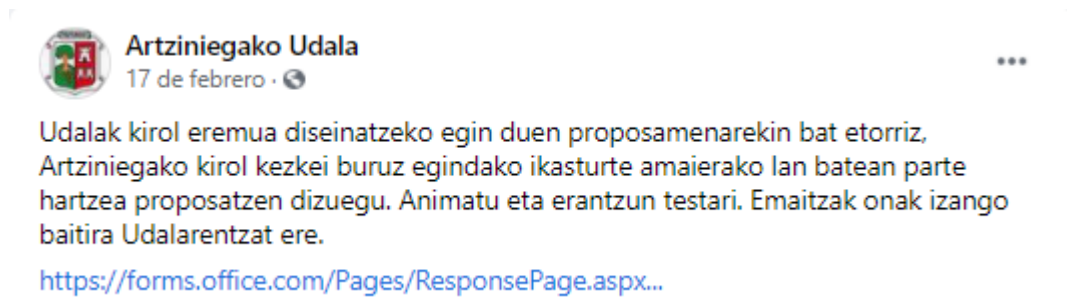 Artziniegako Udala
17 de febrero ·
Udalak kirol eremua diseinatzeko egin duen proposamenarekin bat etorriz,
Artziniegako kirol kezkei buruz egindako ikasturte amaierako lan batean parte
hartzea proposatzen dizuegu. Animatu eta erantzun testari. Emaitzak onak izango
baitira Udalarentzat ere.
https://forms.office.com/Pages/ResponsePage.aspx...